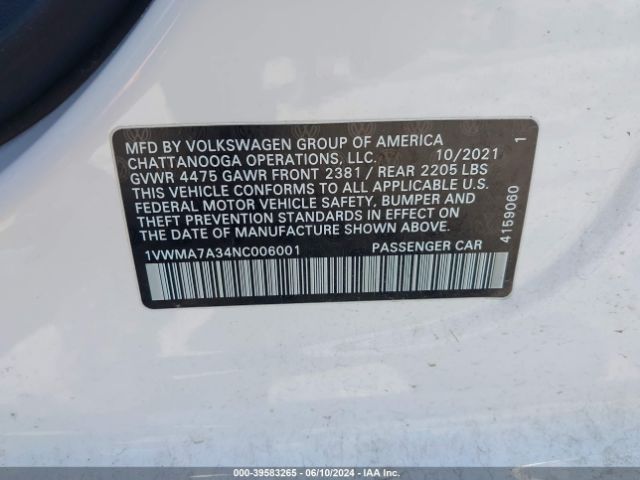 MFD BY VOLKSWAGEN GROUP OF AMERICA
CHATTANOOGA OPERATIONS, LLC. 10/2021
GVWR 4475 GAWR FRONT 2381 / REAR 2205 LBS
THIS VEHICLE CONFORMS TO ALL APPLICABLE U.S.
FEDERAL MOTOR VEHICLE SAFETY, BUMPER AND
THEFT PREVENTION STANDARDS IN EFFECT ON
THE DATE OF MANUFACTURE SHOWN ABOVE.
1VWMA7A34NC006001 PASSENGER CAR
4159060 1
000-39583265 - 06/10/2024 - IAA Inc.